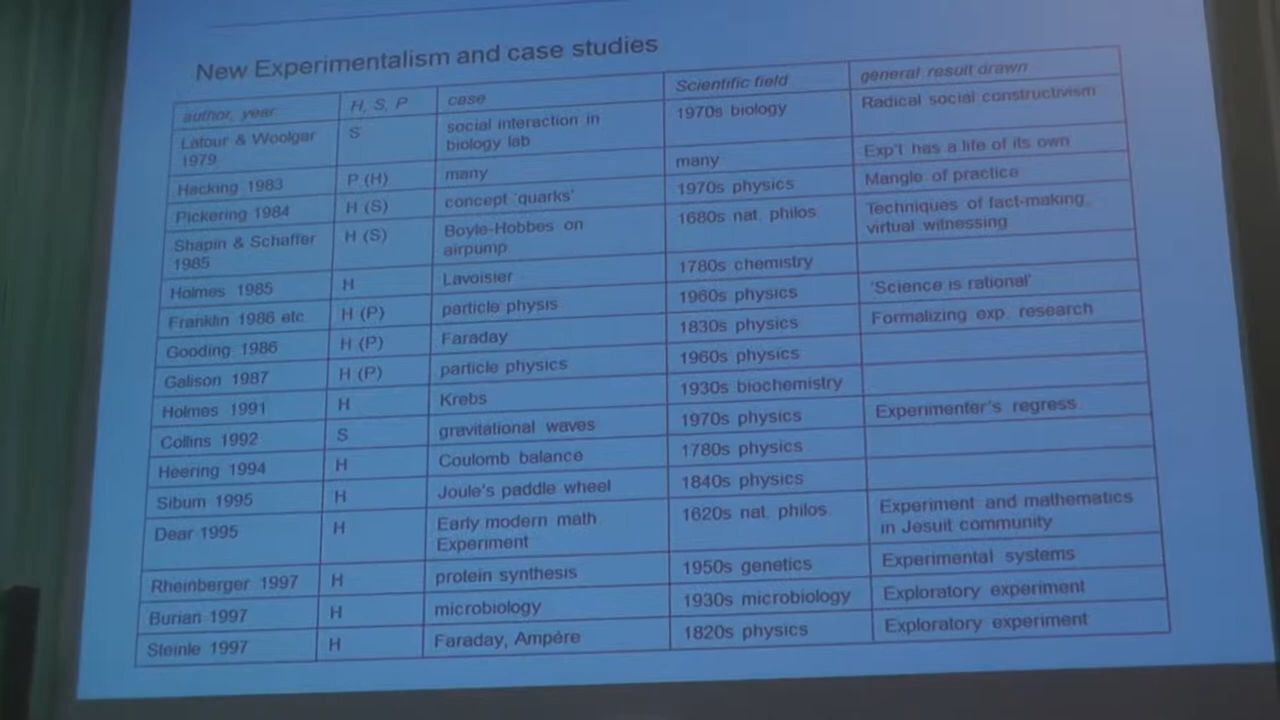 New Experimentalism and case studies
author, year H, S, P case Scientific field general result drawn
Latour & Woolgar 1979 S social interaction in biology lab 1970s biology Radical social constructivism
Hacking 1983 P (H) many many Exp't has a life of its own
Pickering 1984 H (S) concept 'quarks' 1970s physics Mangle of practice
Shapin & Schaffer 1985 H (S) Boyle-Hobbes on airpump 1680s nat. philos. Techniques of fact-making, virtual witnessing
Holmes 1985 H Lavoisier 1780s chemistry
Franklin 1986 etc. H (P) particle physis 1960s physics 'Science is rational'
Gooding 1986 H (P) Faraday 1830s physics Formalizing exp. research
Galison 1987 H (P) particle physics 1960s physics
Holmes 1991 H Krebs 1930s biochemistry
Collins 1992 S gravitational waves 1970s physics Experimenter's regress
Heering 1994 H Coulomb balance 1780s physics
Sibum 1995 H Joule's paddle wheel 1840s physics
Dear 1995 H Early modern math. Experiment 1620s nat. philos. Experiment and mathematics in Jesuit community
Rheinberger 1997 H protein synthesis 1950s genetics Experimental systems
Burian 1997 H microbiology 1930s microbiology Exploratory experiment
Steinle 1997 H Faraday, Ampére 1820s physics Exploratory experiment